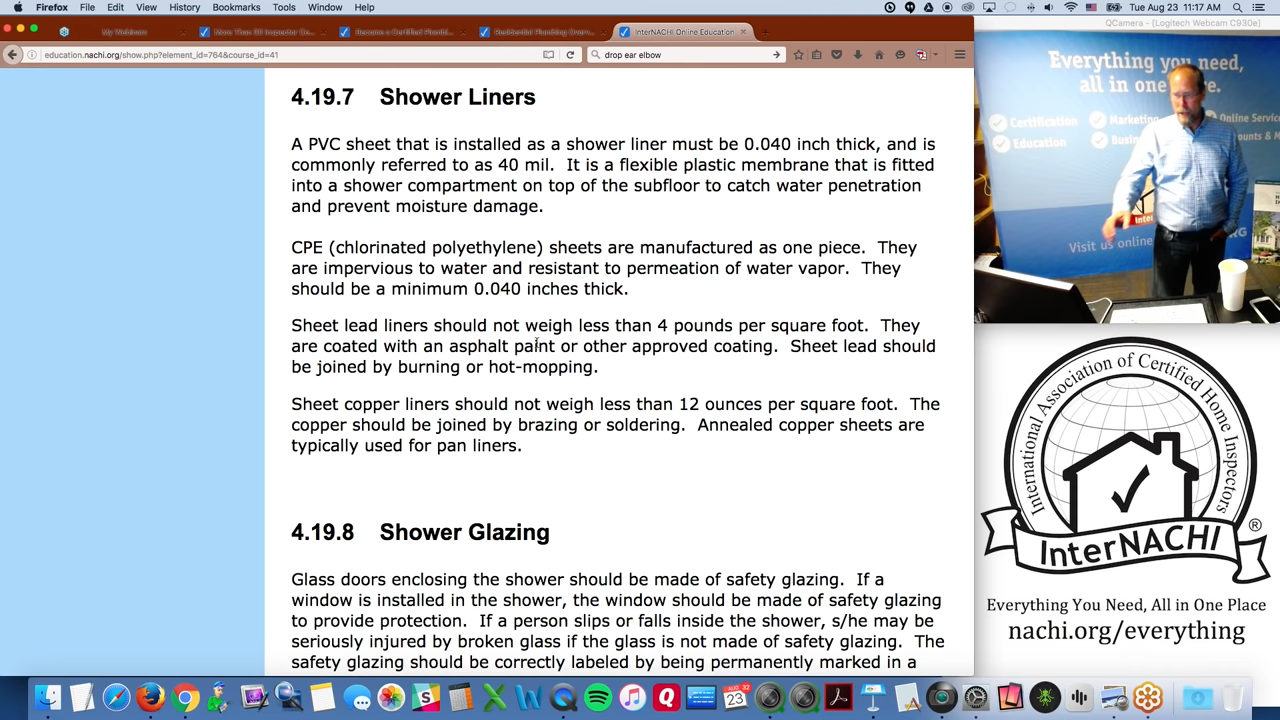 Firefox File Edit View History Bookmarks Tools Window Help
Tue Aug 23 11:17 AM
QCamera - [Logitech Webcam C930e]
My Webinars
Become a Certified Plumbi
Residential Plumbing Overv
InterNACHI Online Education
education.nachi.org/show.php?element_id=764&course_id=41
drop ear elbow
4.19.7 Shower Liners
A PVC sheet that is installed as a shower liner must be 0.040 inch thick, and is
commonly referred to as 40 mil. It is a flexible plastic membrane that is fitted
into a shower compartment on top of the subfloor to catch water penetration
and prevent moisture damage.
CPE (chlorinated polyethylene) sheets are manufactured as one piece. They
are impervious to water and resistant to permeation of water vapor. They
should be a minimum 0.040 inches thick.
Sheet lead liners should not weigh less than 4 pounds per square foot. They
are coated with an asphalt paint or other approved coating. Sheet lead should
be joined by burning or hot-mopping.
Sheet copper liners should not weigh less than 12 ounces per square foot. The
copper should be joined by brazing or soldering. Annealed copper sheets are
typically used for pan liners.
4.19.8 Shower Glazing
Glass doors enclosing the shower should be made of safety glazing. If a
window is installed in the shower, the window should be made of safety glazing
to provide protection. If a person slips or falls inside the shower, s/he may be
seriously injured by broken glass if the glass is not made of safety glazing. The
safety glazing should be correctly labeled by being permanently marked in a
Everything you need,
all in one
Certification
Marketing
Online Servic
Education
Busin
Visit us online
International Association of Certified Home Inspectors
InterNACHI
®
Everything You Need, All in One Place
nachi.org/everything
AUG
23
32